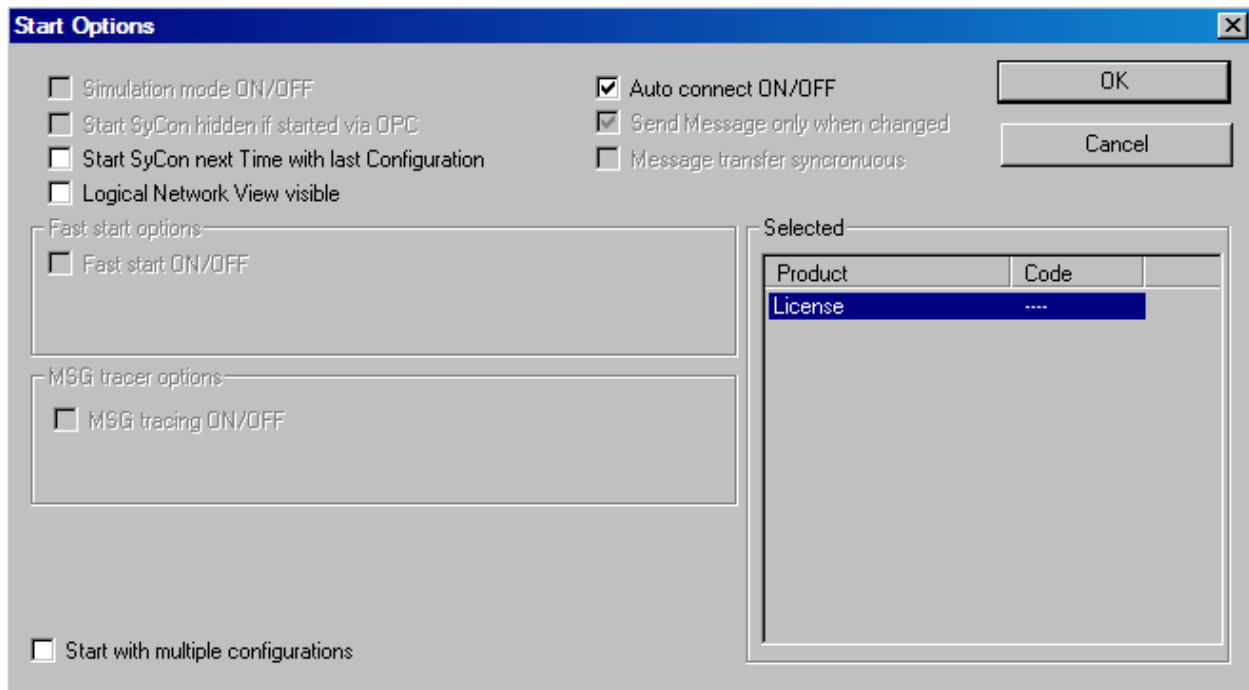 Start Options
Simulation mode ON/OFF
Start SyCon hidden if started via OPC
Start SyCon next Time with last Configuration
Logical Network View visible
Auto connect ON/OFF
Send Message only when changed
Message transfer syncronuous
OK
Cancel
Fast start options
Fast start ON/OFF
MSG tracer options
MSG tracing ON/OFF
Selected
Product Code
License ----
Start with multiple configurations